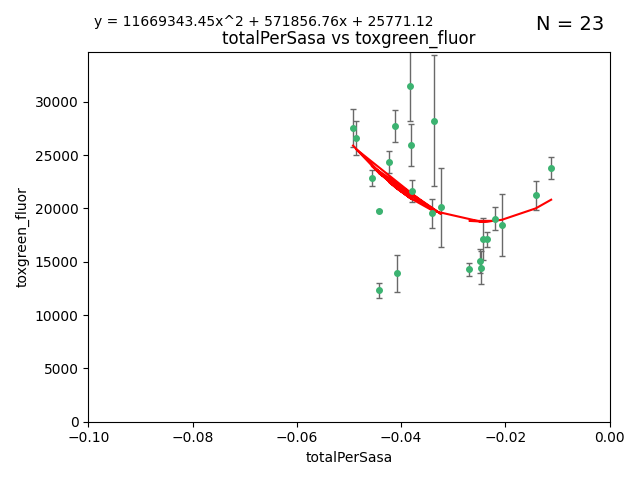 y = 11669343.45x^2 + 571856.76x + 25771.12
N = 23
totalPerSasa vs toxgreen_fluor
30000
25000
20000
15000
10000
5000
0
toxgreen_fluor
−0.10
−0.08
−0.06
−0.04
−0.02
0.00
totalPerSasa